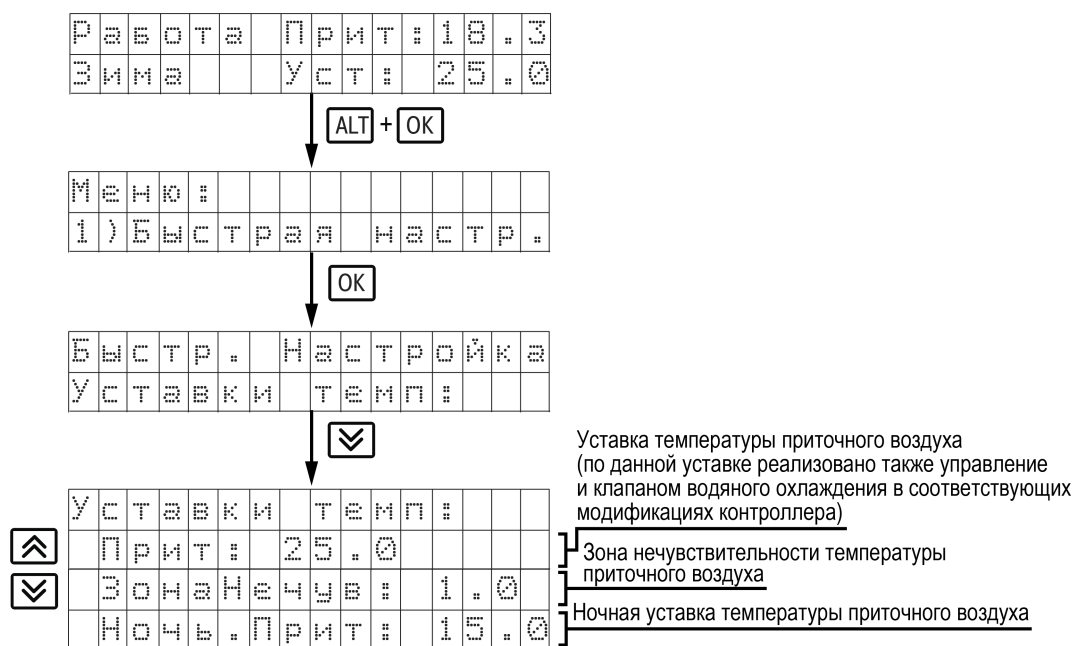 Работа Прит:18.3
Зима Уст: 25.0
ALT + OK
Меню:
1)Быстрая настр.
OK
Быстр. Настройка
Уставки темп:
Уставки темп:
Прит: 25.0
ЗонаНечув: 1.0
Ночь.Прит: 15.0
Уставка температуры приточного воздуха
(по данной уставке реализовано также управление
и клапаном водяного охлаждения в соответствующих
модификациях контроллера)
Зона нечувствительности температуры
приточного воздуха
Ночная уставка температуры приточного воздуха